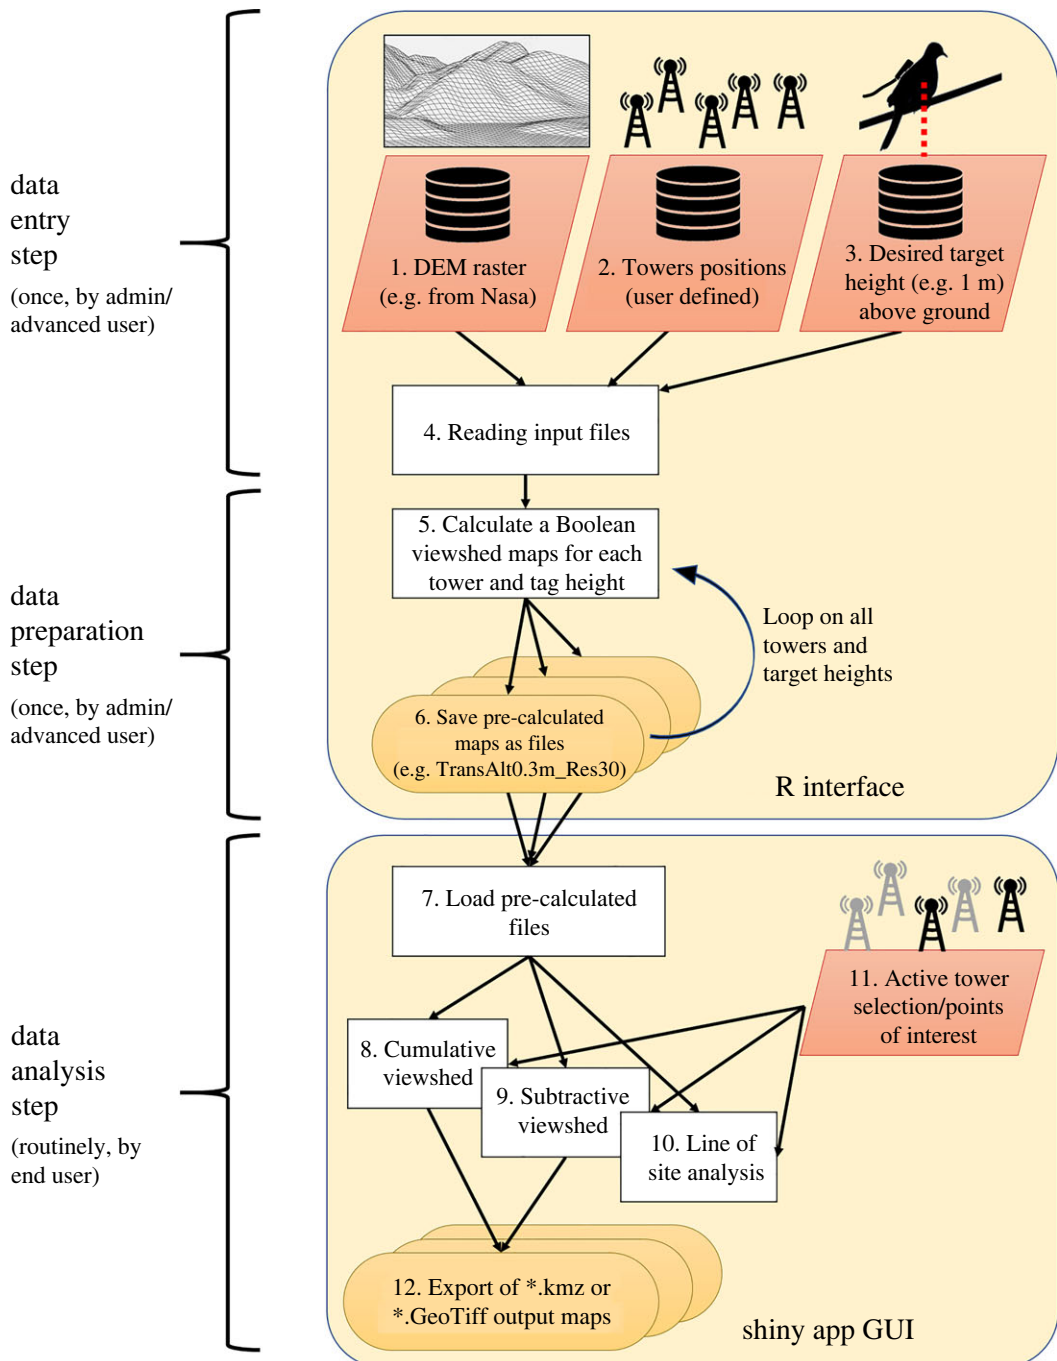 data
entry
step
(once, by admin/
advanced user)
1. DEM raster
(e.g. from Nasa)
2. Towers positions
(user defined)
3. Desired target
height (e.g. 1 m)
above ground
4. Reading input files
data
preparation
step
(once, by admin/
advanced user)
5. Calculate a Boolean
viewshed maps for each
tower and tag height
Loop on all
towers and
target heights
6. Save pre-calculated
maps as files
(e.g. TransAlt0.3m_Res30)
R interface
data
analysis
step
(routinely, by
end user)
7. Load pre-calculated
files
11. Active tower
selection/points
of interest
8. Cumulative
viewshed
9. Subtractive
viewshed
10. Line of
site analysis
12. Export of *.kmz or
*.GeoTiff output maps
shiny app GUI